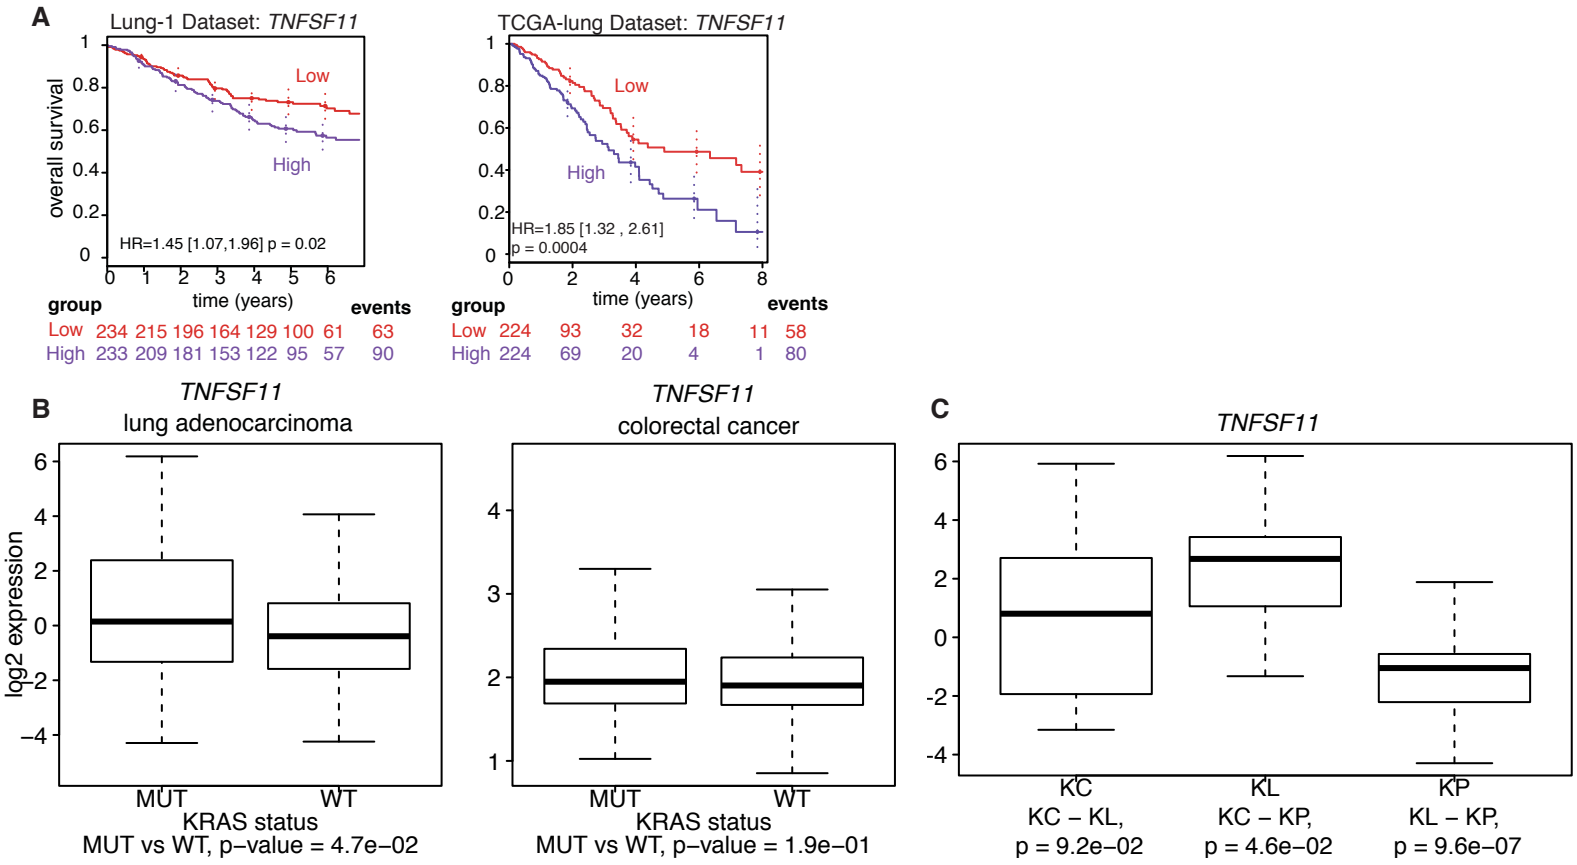 A
Lung-1 Dataset: TNFSF11
TCGA-lung Dataset: TNFSF11
overall survival
1
0.8
0.6
0.4
0.2
0
Low
High
HR=1.45 [1.07,1.96] p = 0.02
0 1 2 3 4 5 6
time (years)
group events
Low 234 215 196 164 129 100 61 63
High 233 209 181 153 122 95 57 90
1
0.8
0.6
0.4
0.2
0
Low
High
HR=1.85 [1.32 , 2.61]
p = 0.0004
0 2 4 6 8
time (years)
group events
Low 224 93 32 18 11 58
High 224 69 20 4 1 80
B
TNFSF11
lung adenocarcinoma
log2 expression
6
4
2
0
−2
−4
MUT WT
KRAS status
MUT vs WT, p−value = 4.7e−02
TNFSF11
colorectal cancer
4
3
2
1
MUT WT
KRAS status
MUT vs WT, p−value = 1.9e−01
C
TNFSF11
6
4
2
0
-2
-4
KC KL KP
KC − KL, KC − KP, KL − KP,
p = 9.2e−02 p = 4.6e−02 p = 9.6e−07